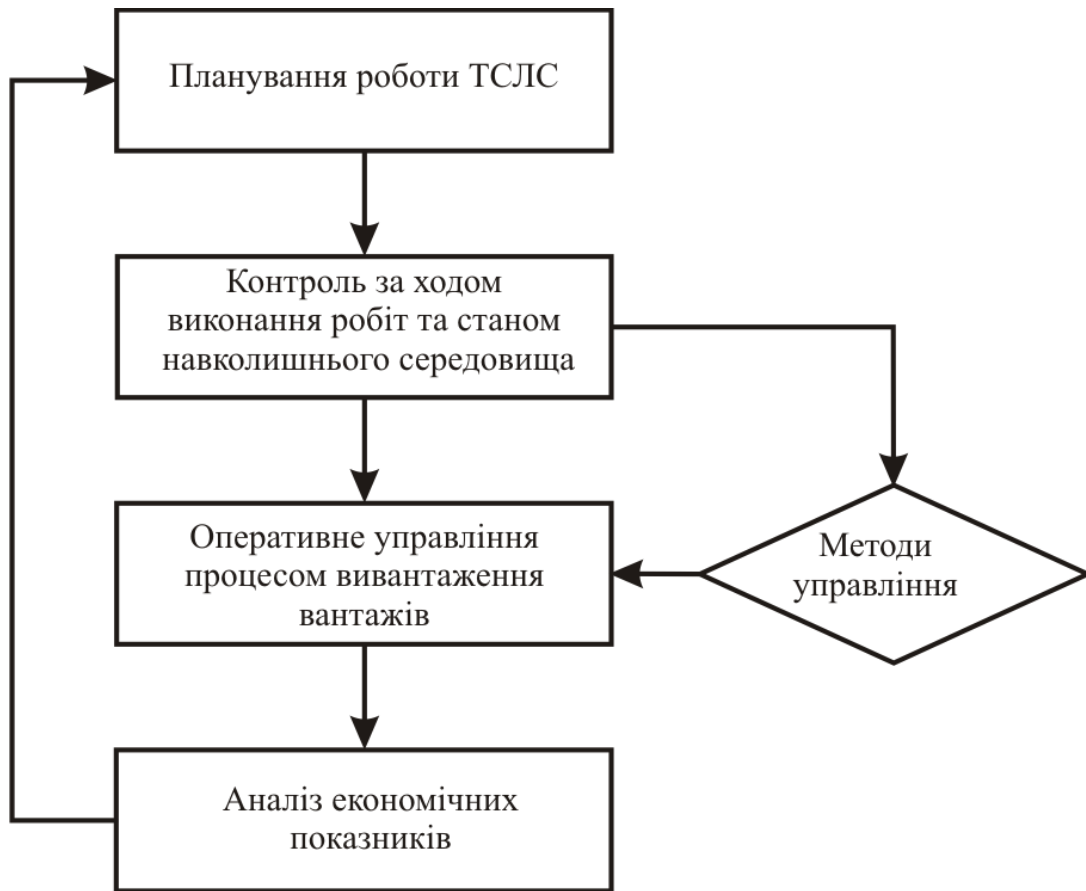 Планування роботи ТСЛС
Контроль за ходом
виконання робіт та станом
навколишнього середовища
Оперативне управління
процесом вивантаження
вантажів
Методи
управління
Аналіз економічних
показників